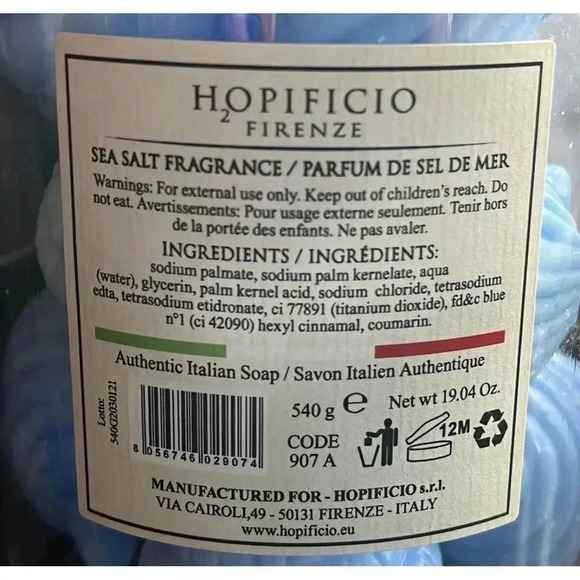 H2OPIFICIO
FIRENZE
SEA SALT FRAGRANCE / PARFUM DE SEL DE MER
Warnings: For external use only. Keep out of children's reach. Do
not eat. Avertissements: Pour usage externe seulement. Tenir hors
de la portée des enfants. Ne pas avaler.
INGREDIENTS / INGRÉDIENTS:
sodium palmate, sodium palm kernelate, aqua
(water), glycerin, palm kernel acid, sodium chloride, tetrasodium
edta, tetrasodium etidronate, ci 77891 (titanium dioxide), fd&c blue
n°1 (ci 42090) hexyl cinnamal, coumarin.
Authentic Italian Soap / Savon Italien Authentique
Lotto:
540G2030121
8 056746 029074
540 g e Net wt 19.04 Oz.
CODE
907 A
12M
MANUFACTURED FOR - HOPIFICIO s.r.l.
VIA CAIROLI,49 - 50131 FIRENZE - ITALY
www.hopificio.eu